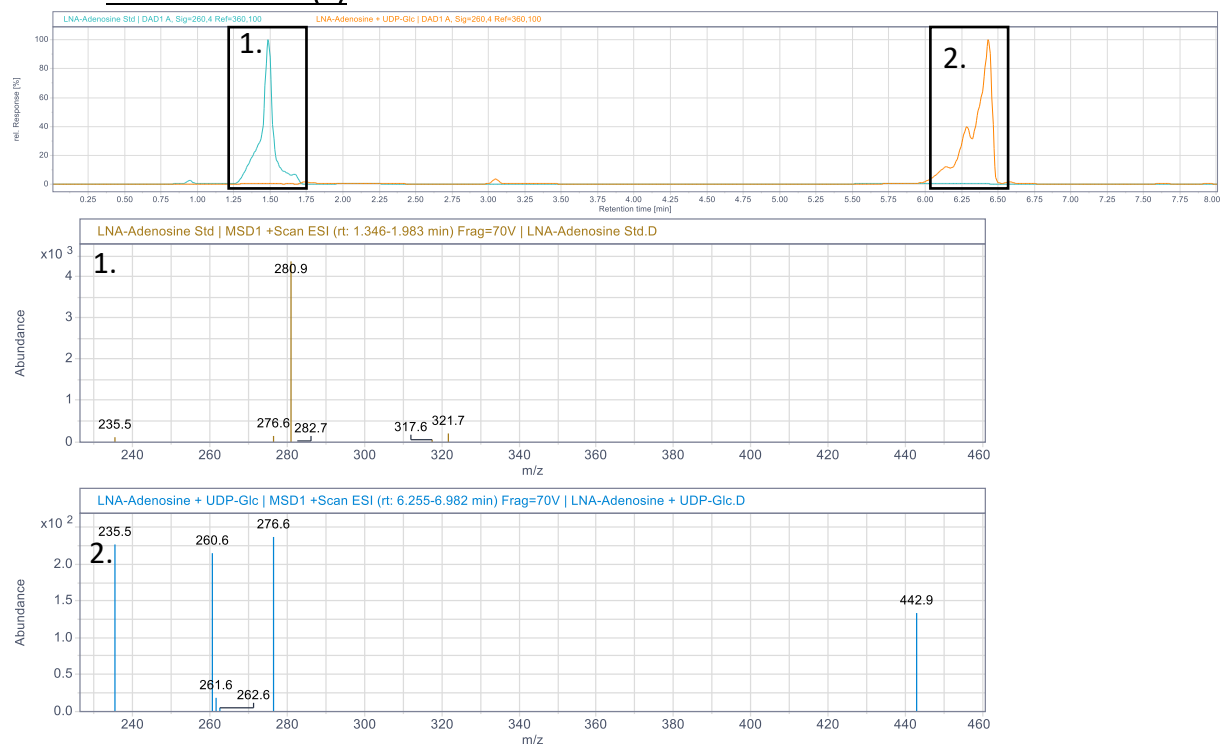 LNA-Adenosine Std | DAD1 A, Sig=260,4 Ref=360,100 LNA-Adenosine + UDP-Glc | DAD1 A, Sig=260,4 Ref=360,100
1.
2.
100
80
60
40
20
0
rel. Response [%]
0.25 0.50 0.75 1.00 1.25 1.50 1.75 2.00 2.25 2.50 2.75 3.00 3.25 3.50 3.75 4.00 4.25 4.50 4.75 5.00 5.25 5.50 5.75 6.00 6.25 6.50 6.75 7.00 7.25 7.50 7.75 8.00
Retention time [min]
LNA-Adenosine Std | MSD1 +Scan ESI (rt: 1.346-1.983 min) Frag=70V | LNA-Adenosine Std.D
x10 3
1.
280.9
4
3
2
1
0
Abundance
235.5 276.6 282.7 317.6 321.7
240 260 280 300 320 340 360 380 400 420 440 460
m/z
LNA-Adenosine + UDP-Glc | MSD1 +Scan ESI (rt: 6.255-6.982 min) Frag=70V | LNA-Adenosine + UDP-Glc.D
x10 2
235.5 260.6 276.6
2.
442.9
261.6 262.6
2.0
1.5
1.0
0.5
0.0
Abundance
240 260 280 300 320 340 360 380 400 420 440 460
m/z